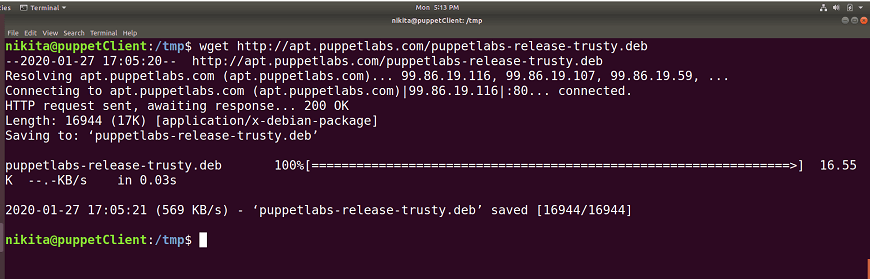 ies Terminal Mon 5:13 PM
nikita@puppetClient: /tmp
File Edit View Search Terminal Help
nikita@puppetClient:/tmp$ wget http://apt.puppetlabs.com/puppetlabs-release-trusty.deb
--2020-01-27 17:05:20--  http://apt.puppetlabs.com/puppetlabs-release-trusty.deb
Resolving apt.puppetlabs.com (apt.puppetlabs.com)... 99.86.19.116, 99.86.19.107, 99.86.19.59, ...
Connecting to apt.puppetlabs.com (apt.puppetlabs.com)|99.86.19.116|:80... connected.
HTTP request sent, awaiting response... 200 OK
Length: 16944 (17K) [application/x-debian-package]
Saving to: ‘puppetlabs-release-trusty.deb’
puppetlabs-release-trusty.deb       100%[================================================================>]  16.55
K  --.-KB/s    in 0.03s
2020-01-27 17:05:21 (569 KB/s) - ‘puppetlabs-release-trusty.deb’ saved [16944/16944]
nikita@puppetClient:/tmp$